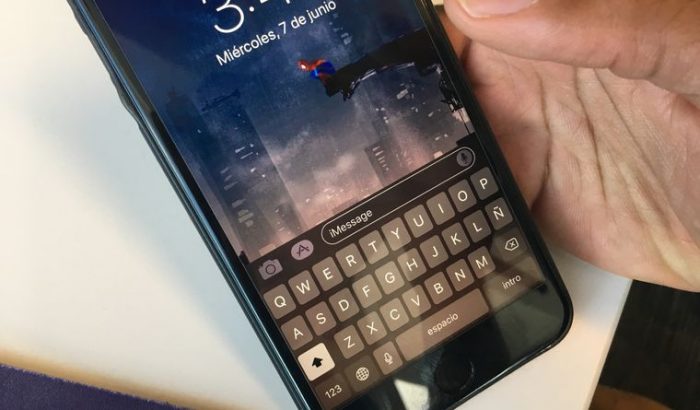 Miércoles, 7 de junio
iMessage
Q W E R T Y U I O P
A S D F G H J K L Ñ
Z X C V B N M
123 espacio intro